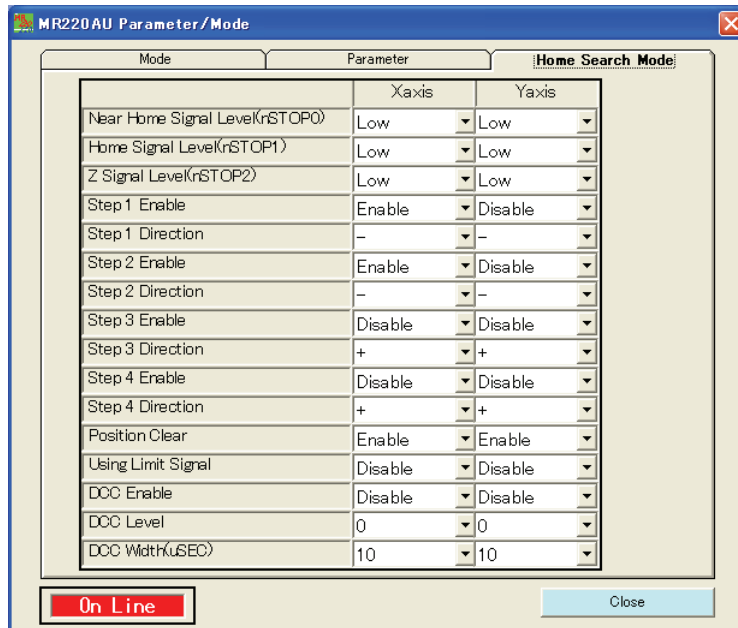 MR220AU Parameter/Mode
Mode Parameter Home Search Mode
Xaxis Yaxis
Near Home Signal Level(nSTOP0) Low Low
Home Signal Level(nSTOP1) Low Low
Z Signal Level(nSTOP2) Low Low
Step 1 Enable Enable Disable
Step 1 Direction - -
Step 2 Enable Enable Disable
Step 2 Direction - -
Step 3 Enable Disable Disable
Step 3 Direction + +
Step 4 Enable Disable Disable
Step 4 Direction + +
Position Clear Enable Enable
Using Limit Signal Disable Disable
DCC Enable Disable Disable
DCC Level 0 0
DCC Width(uSEC) 10 10
On Line Close